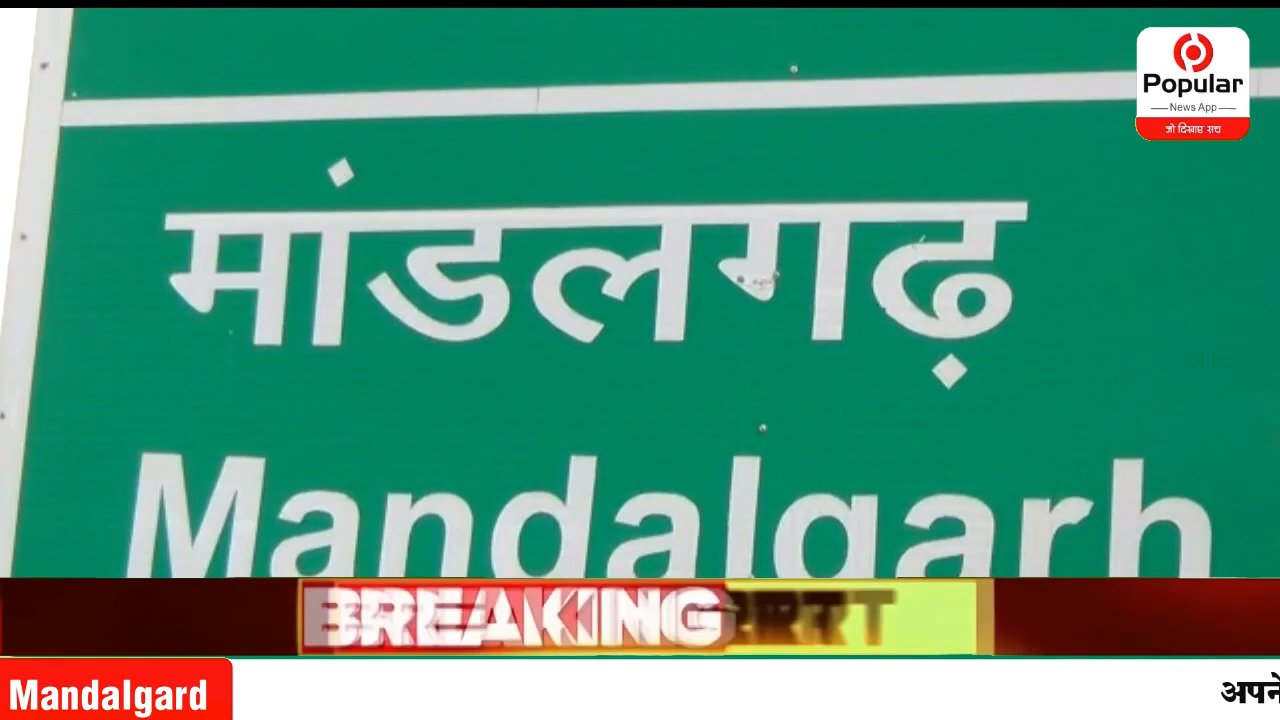 Popular
News App
जो दिखाए सच
मांडलगढ़
Mandalgarh
BREAKING
Mandalgard
अपने